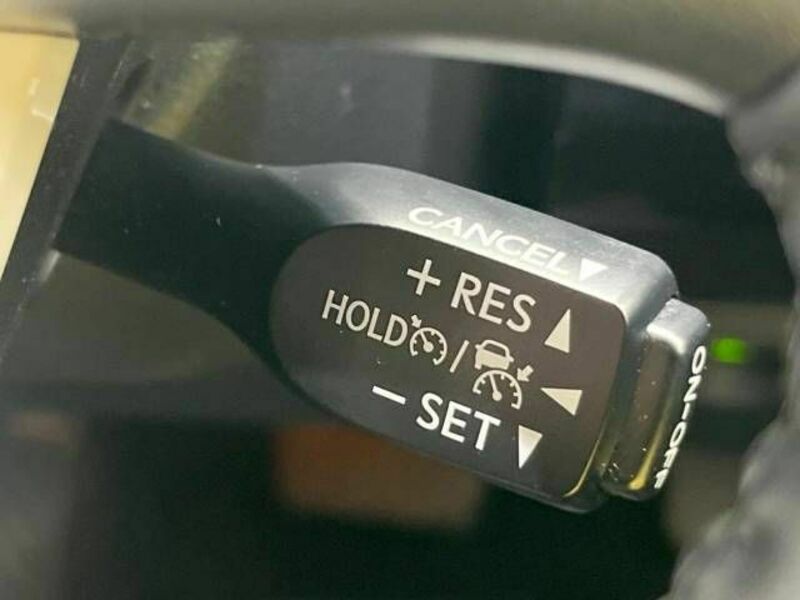 CANCEL▼
+ RES ▲
HOLD / ◀
− SET ▼
ON-OFF